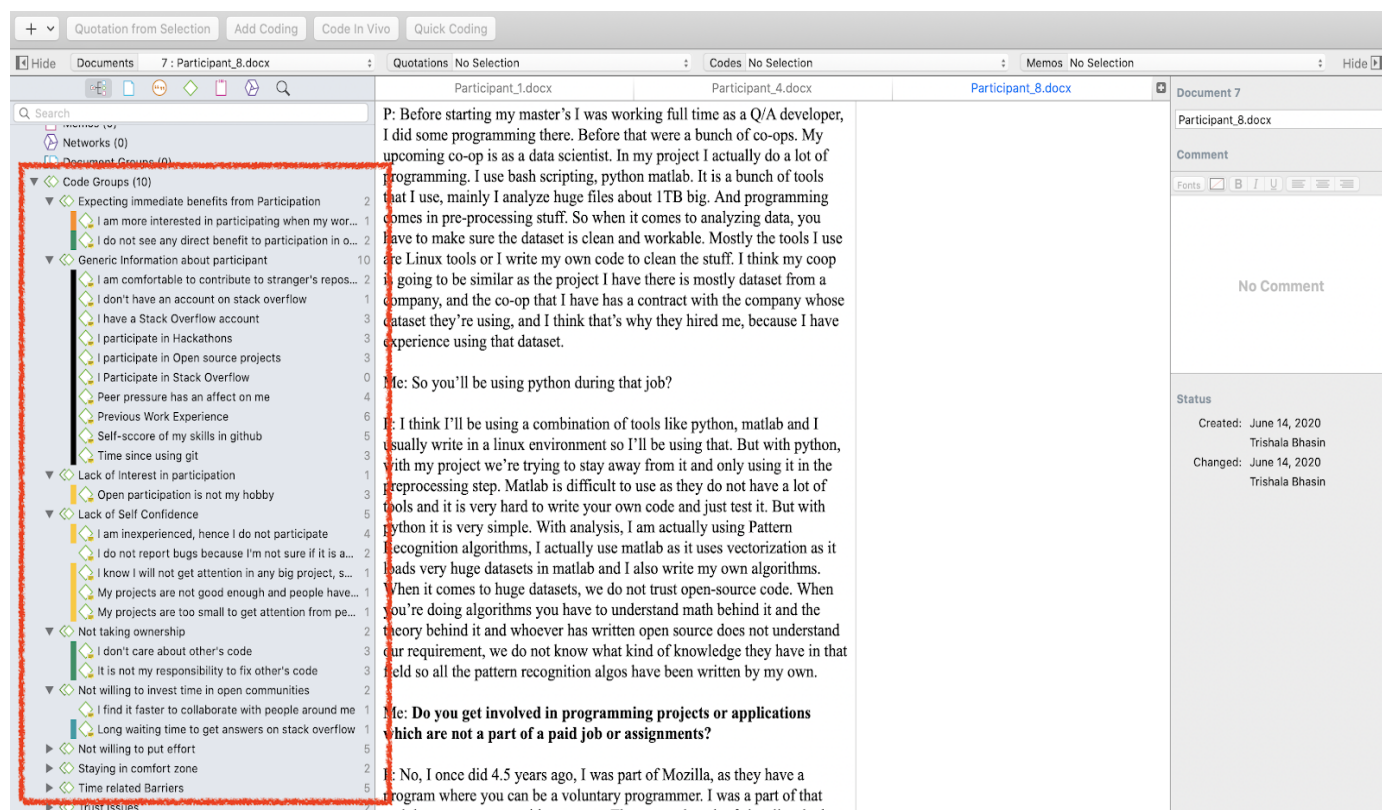 Quotation from Selection Add Coding Code In Vivo Quick Coding
Hide Documents 7 : Participant_8.docx Quotations No Selection Codes No Selection Memos No Selection Hide
Search
Memos (0)
Networks (0)
Document Groups (0)
Code Groups (10)
Expecting immediate benefits from Participation 2
I am more interested in participating when my wor... 1
I do not see any direct benefit to participation in o... 2
Generic Information about participant 10
I am comfortable to contribute to stranger's repos... 2
I don't have an account on stack overflow 1
I have a Stack Overflow account 3
I participate in Hackathons 3
I participate in Open source projects 3
I Participate in Stack Overflow 0
Peer pressure has an affect on me 4
Previous Work Experience 6
Self-sccore of my skills in github 5
Time since using git 3
Lack of Interest in participation 1
Open participation is not my hobby 3
Lack of Self Confidence 5
I am inexperienced, hence I do not participate 4
I do not report bugs because I'm not sure if it is a... 2
I know I will not get attention in any big project, s... 1
My projects are not good enough and people have... 1
My projects are too small to get attention from pe... 1
Not taking ownership 2
I don't care about other's code 3
It is not my responsibility to fix other's code 3
Not willing to invest time in open communities 2
I find it faster to collaborate with people around me 1
Long waiting time to get answers on stack overflow 1
Not willing to put effort 5
Staying in comfort zone 2
Time related Barriers 5
Trust Issues 2
Participant_1.docx Participant_4.docx Participant_8.docx
P: Before starting my master's I was working full time as a Q/A developer,
I did some programming there. Before that were a bunch of co-ops. My
upcoming co-op is as a data scientist. In my project I actually do a lot of
programming. I use bash scripting, python matlab. It is a bunch of tools
that I use, mainly I analyze huge files about 1TB big. And programming
comes in pre-processing stuff. So when it comes to analyzing data, you
have to make sure the dataset is clean and workable. Mostly the tools I use
are Linux tools or I write my own code to clean the stuff. I think my coop
is going to be similar as the project I have there is mostly dataset from a
company, and the co-op that I have has a contract with the company whose
dataset they're using, and I think that's why they hired me, because I have
experience using that dataset.
Me: So you'll be using python during that job?
P: I think I'll be using a combination of tools like python, matlab and I
usually write in a linux environment so I'll be using that. But with python,
with my project we're trying to stay away from it and only using it in the
preprocessing step. Matlab is difficult to use as they do not have a lot of
tools and it is very hard to write your own code and just test it. But with
python it is very simple. With analysis, I am actually using Pattern
Recognition algorithms, I actually use matlab as it uses vectorization as it
loads very huge datasets in matlab and I also write my own algorithms.
When it comes to huge datasets, we do not trust open-source code. When
you're doing algorithms you have to understand math behind it and the
theory behind it and whoever has written open source does not understand
our requirement, we do not know what kind of knowledge they have in that
field so all the pattern recognition algos have been written by my own.
Me: Do you get involved in programming projects or applications
which are not a part of a paid job or assignments?
P: No, I once did 4.5 years ago, I was part of Mozilla, as they have a
program where you can be a voluntary programmer. I was a part of that
Document 7
Participant_8.docx
Comment
Fonts B I U
No Comment
Status
Created: June 14, 2020
Trishala Bhasin
Changed: June 14, 2020
Trishala Bhasin